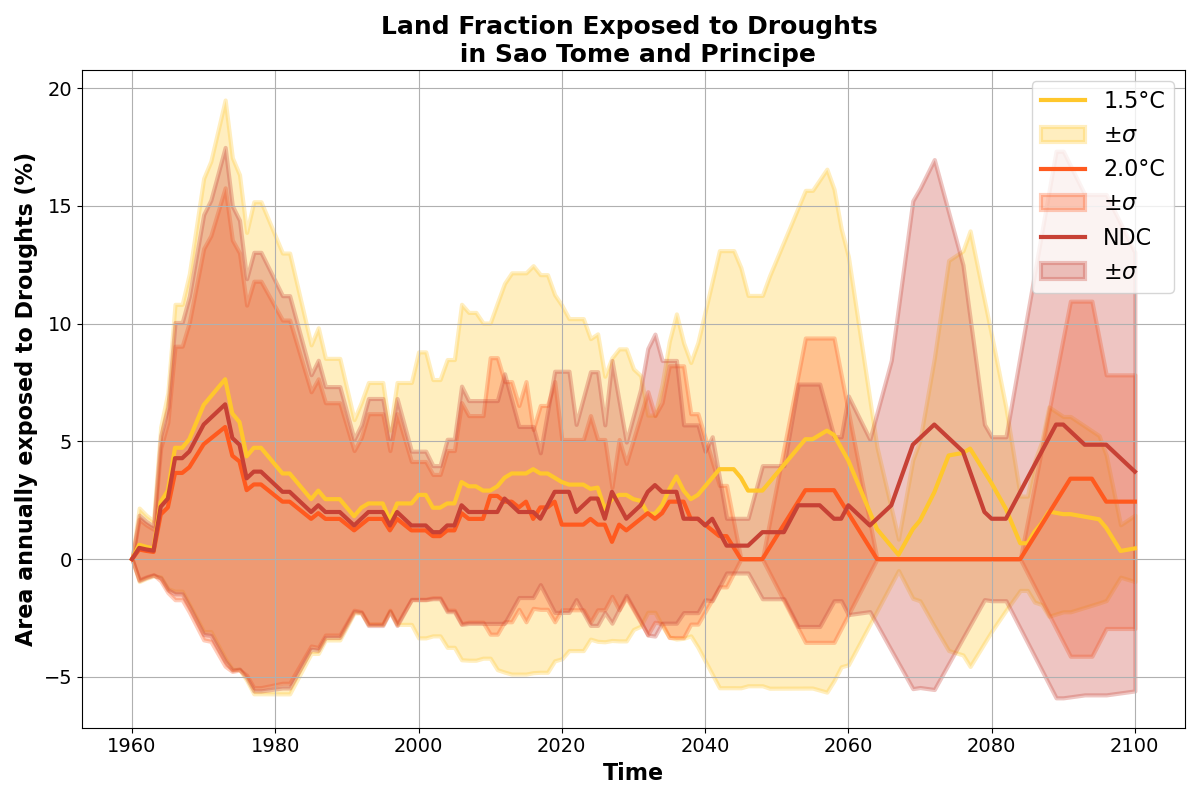 Land Fraction Exposed to Droughts
in Sao Tome and Principe
Area annually exposed to Droughts (%)
20
15
10
5
0
−5
1960
1980
2000
2020
2040
2060
2080
2100
Time
1.5°C
±σ
2.0°C
±σ
NDC
±σ